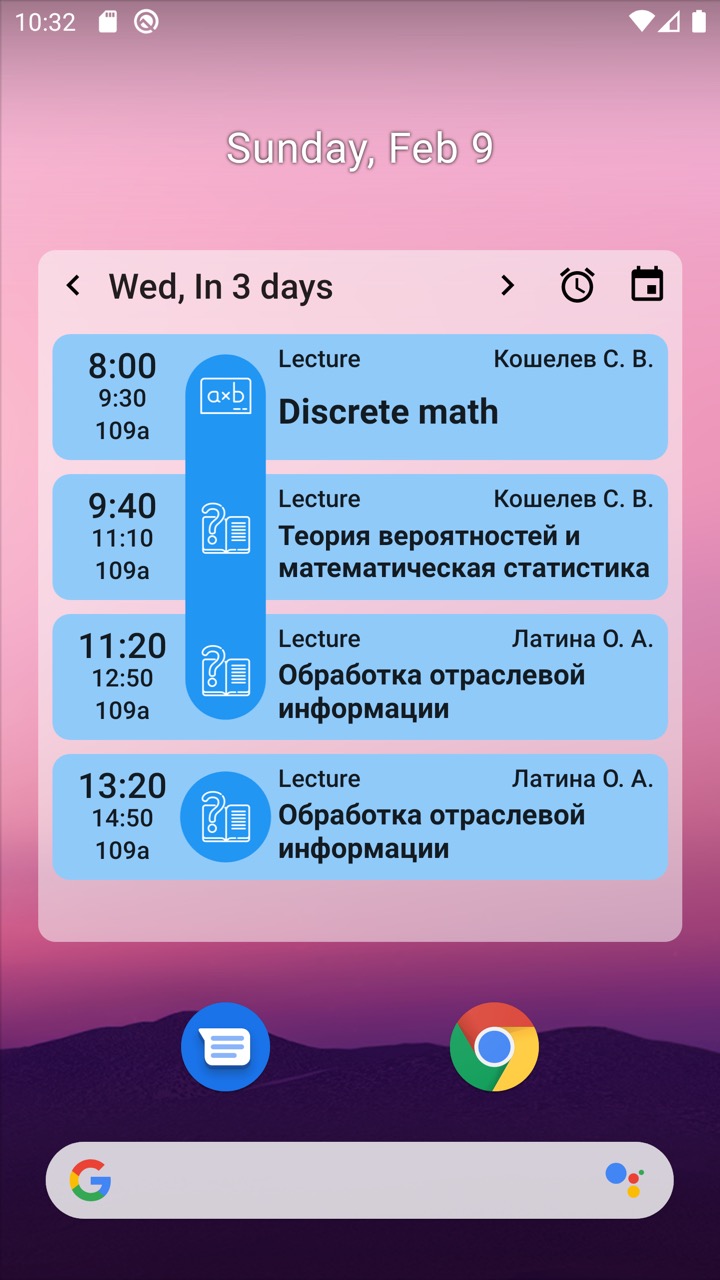 10:32
Sunday, Feb 9
Wed, In 3 days
8:00
9:30
109a
a×b
Lecture
Кошелев С. В.
Discrete math
9:40
11:10
109a
Lecture
Кошелев С. В.
Теория вероятностей и
математическая статистика
11:20
12:50
109a
Lecture
Латина О. А.
Обработка отраслевой
информации
13:20
14:50
109a
Lecture
Латина О. А.
Обработка отраслевой
информации